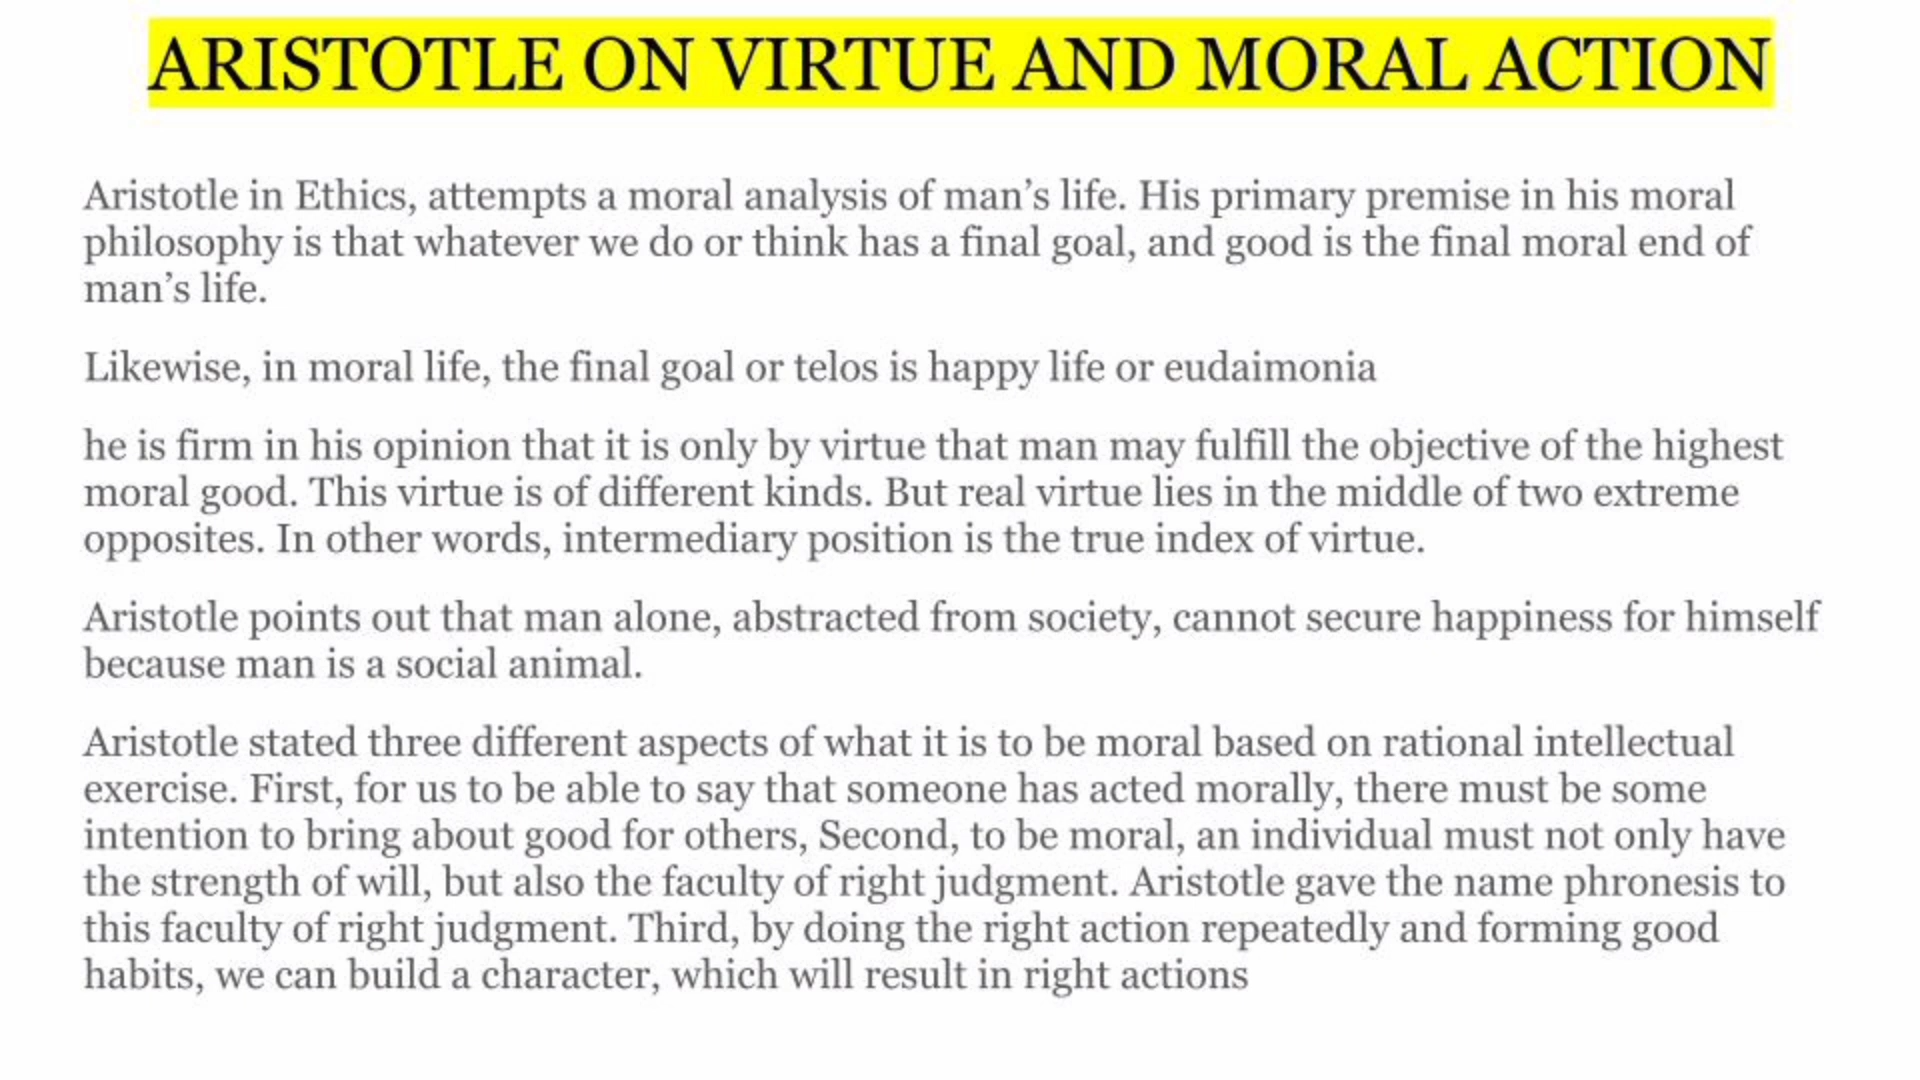 ARISTOTLE ON VIRTUE AND MORAL ACTION
Aristotle in Ethics, attempts a moral analysis of man’s life. His primary premise in his moral
philosophy is that whatever we do or think has a final goal, and good is the final moral end of
man’s life.
Likewise, in moral life, the final goal or telos is happy life or eudaimonia
he is firm in his opinion that it is only by virtue that man may fulfill the objective of the highest
moral good. This virtue is of different kinds. But real virtue lies in the middle of two extreme
opposites. In other words, intermediary position is the true index of virtue.
Aristotle points out that man alone, abstracted from society, cannot secure happiness for himself
because man is a social animal.
Aristotle stated three different aspects of what it is to be moral based on rational intellectual
exercise. First, for us to be able to say that someone has acted morally, there must be some
intention to bring about good for others, Second, to be moral, an individual must not only have
the strength of will, but also the faculty of right judgment. Aristotle gave the name phronesis to
this faculty of right judgment. Third, by doing the right action repeatedly and forming good
habits, we can build a character, which will result in right actions